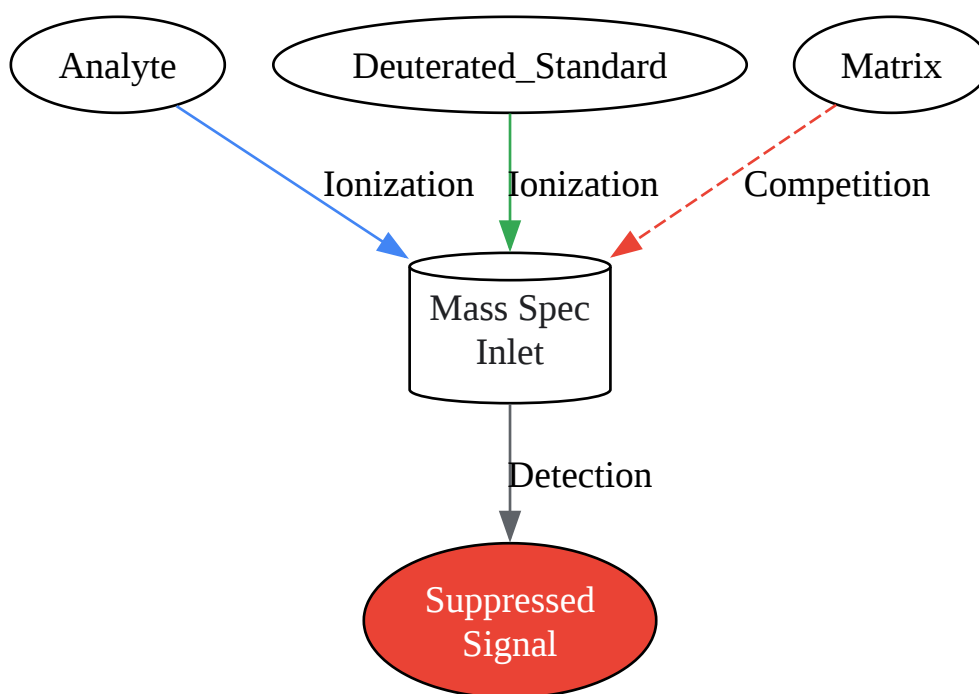 Analyte
Deuterated_Standard
Matrix
Ionization
Ionization
Competition
Mass Spec
Inlet
Detection
Suppressed
Signal